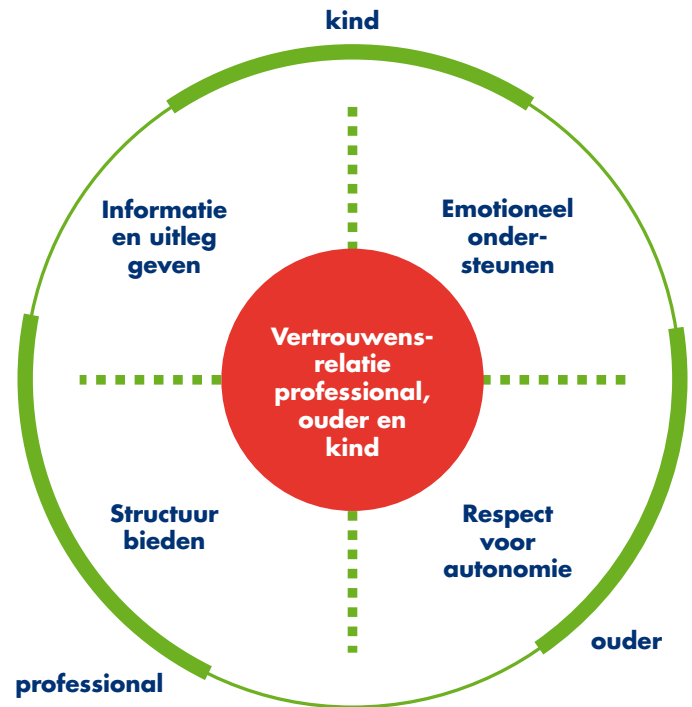 kind
Informatie
en uitleg
geven
Emotioneel
onder-
steunen
Vertrouwens-
relatie
professional,
ouder en
kind
Structuur
bieden
Respect
voor
autonomie
ouder
professional